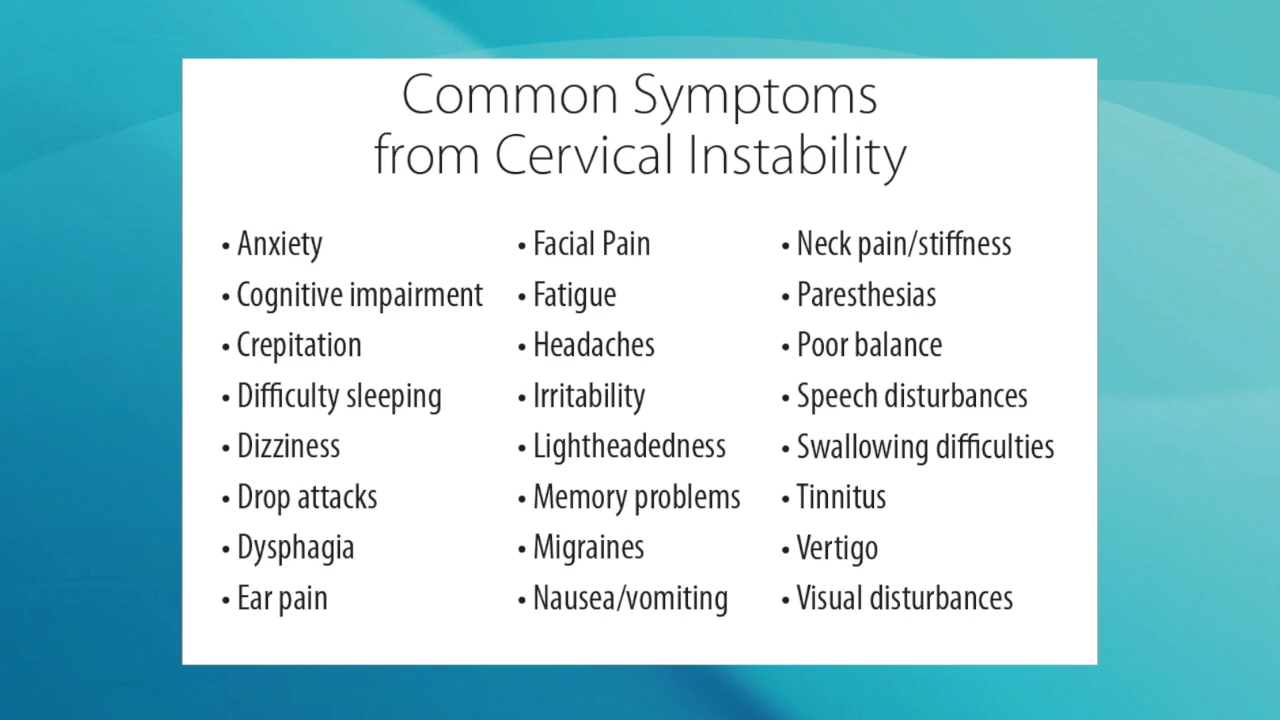 Common Symptoms
from Cervical Instability
• Anxiety
• Cognitive impairment
• Crepitation
• Difficulty sleeping
• Dizziness
• Drop attacks
• Dysphagia
• Ear pain
• Facial Pain
• Fatigue
• Headaches
• Irritability
• Lightheadedness
• Memory problems
• Migraines
• Nausea/vomiting
• Neck pain/stiffness
• Paresthesias
• Poor balance
• Speech disturbances
• Swallowing difficulties
• Tinnitus
• Vertigo
• Visual disturbances